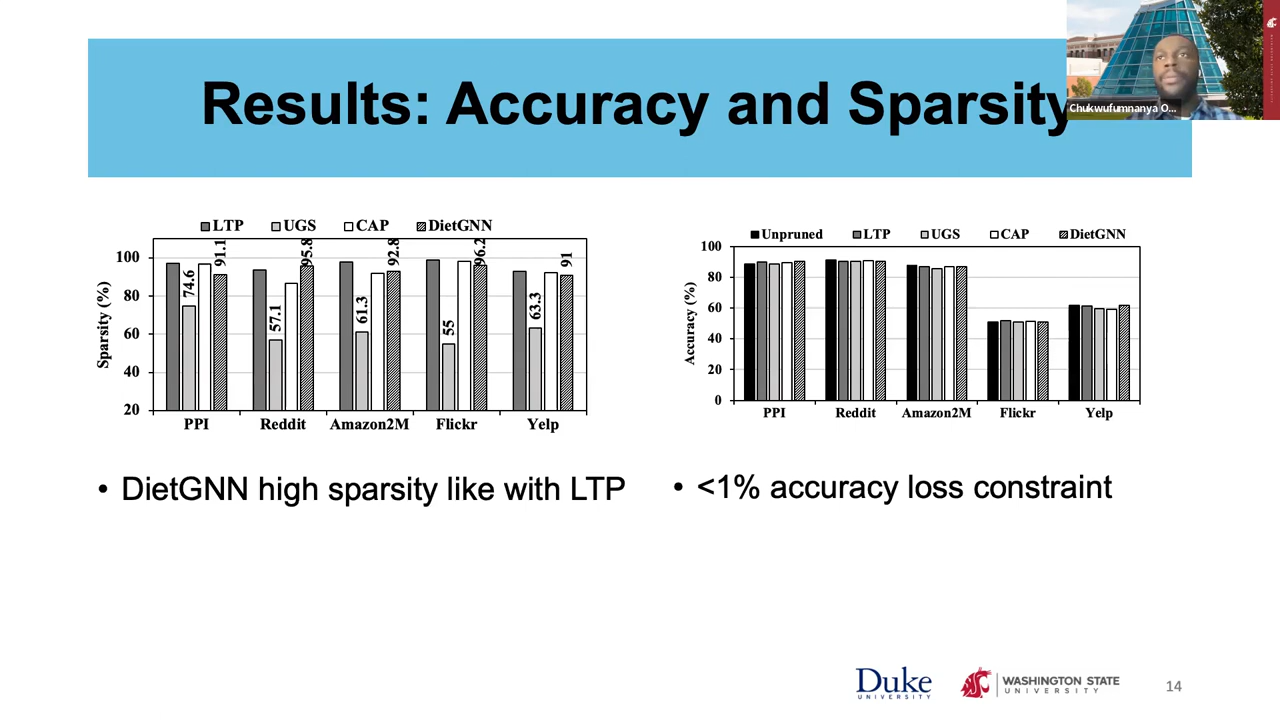 Results: Accuracy and Sparsity
Chukwufumnanya O...
LTP UGS CAP DietGNN
Sparsity (%)
100
80
60
40
20
74.6
91.1
57.1
95.8
61.3
92.8
55
96.2
63.3
91
PPI Reddit Amazon2M Flickr Yelp
Unpruned LTP UGS CAP DietGNN
Accuracy (%)
100
80
60
40
20
0
PPI Reddit Amazon2M Flickr Yelp
• DietGNN high sparsity like with LTP
• <1% accuracy loss constraint
Duke
UNIVERSITY
WASHINGTON STATE
UNIVERSITY
14